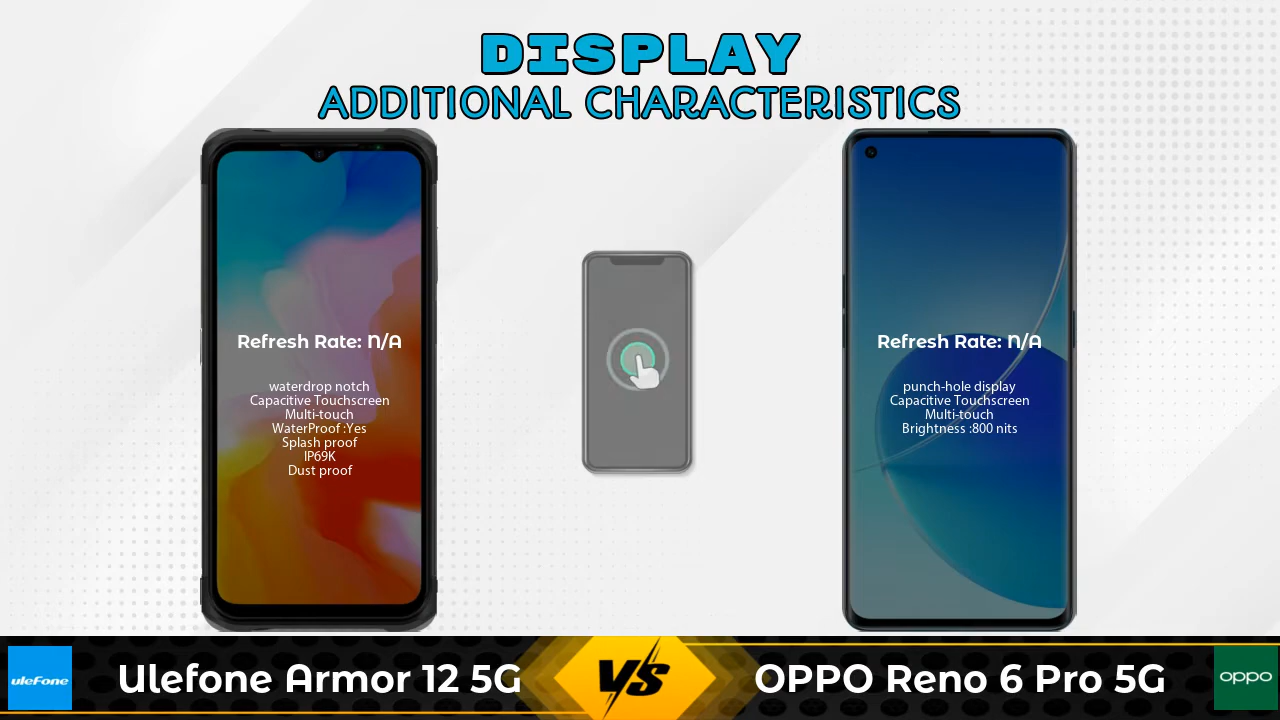 DISPLAY
ADDITIONAL CHARACTERISTICS
Refresh Rate: N/A
waterdrop notch
Capacitive Touchscreen
Multi-touch
WaterProof :Yes
Splash proof
IP69K
Dust proof
Refresh Rate: N/A
punch-hole display
Capacitive Touchscreen
Multi-touch
Brightness :800 nits
uleFone
Ulefone Armor 12 5G
VS
OPPO Reno 6 Pro 5G
oppo